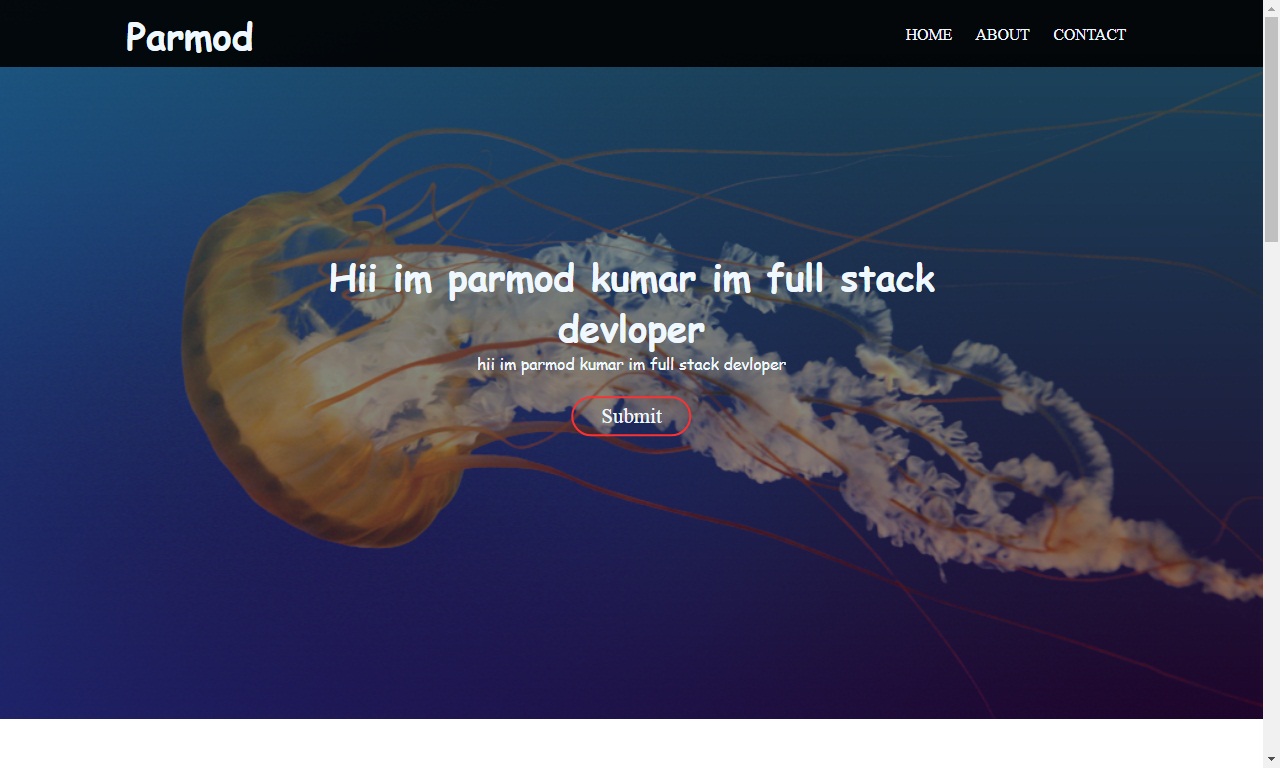 Parmod
HOME ABOUT CONTACT
Hii im parmod kumar im full stack
devloper
hii im parmod kumar im full stack devloper
Submit